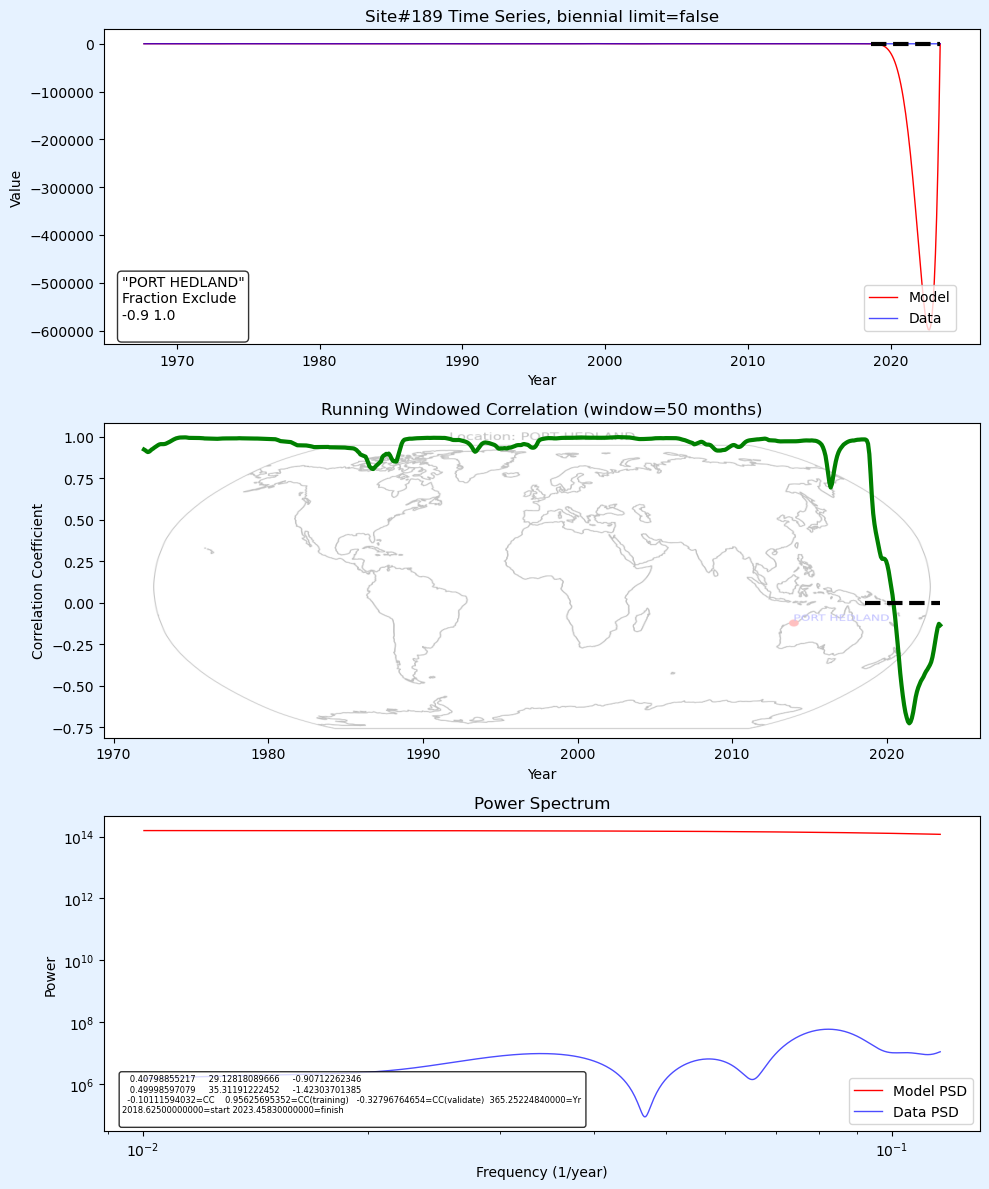 Site#189 Time Series, biennial limit=false
0
−100000
−200000
−300000
−400000
−500000
−600000
Value
"PORT HEDLAND"
Fraction Exclude
-0.9 1.0
Model
Data
1970
1980
1990
2000
2010
2020
Year
Running Windowed Correlation (window=50 months)
Location: PORT HEDLAND
1.00
0.75
0.50
0.25
0.00
−0.25
−0.50
−0.75
Correlation Coefficient
PORT HEDLAND
1970
1980
1990
2000
2010
2020
Year
Power Spectrum
10^14
10^12
10^10
10^8
10^6
Power
0.40798855217 29.12818089666 -0.90712262346
0.49998597079 35.31191222452 -1.42303701385
-0.10111594032=CC 0.95625695352=CC(training) -0.32796764654=CC(validate) 365.25224840000=Yr
2018.62500000000=start 2023.45830000000=finish
Model PSD
Data PSD
10^−2
10^−1
Frequency (1/year)